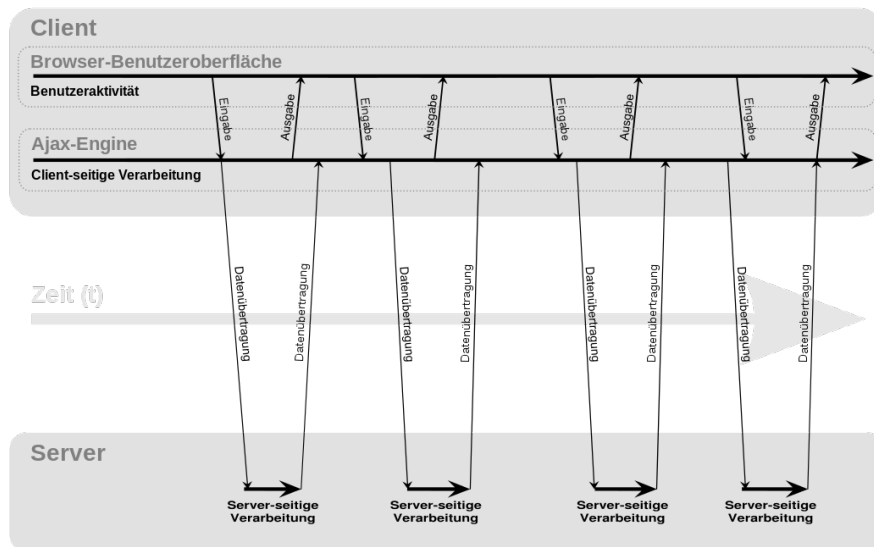 Client
Browser-Benutzeroberfläche
Benutzeraktivität
Eingabe
Ausgabe
Eingabe
Ausgabe
Eingabe
Ausgabe
Eingabe
Ausgabe
Ajax-Engine
Client-seitige Verarbeitung
Zeit (t)
Datenübertragung
Datenübertragung
Datenübertragung
Datenübertragung
Datenübertragung
Datenübertragung
Datenübertragung
Datenübertragung
Server
Server-seitige
Verarbeitung
Server-seitige
Verarbeitung
Server-seitige
Verarbeitung
Server-seitige
Verarbeitung